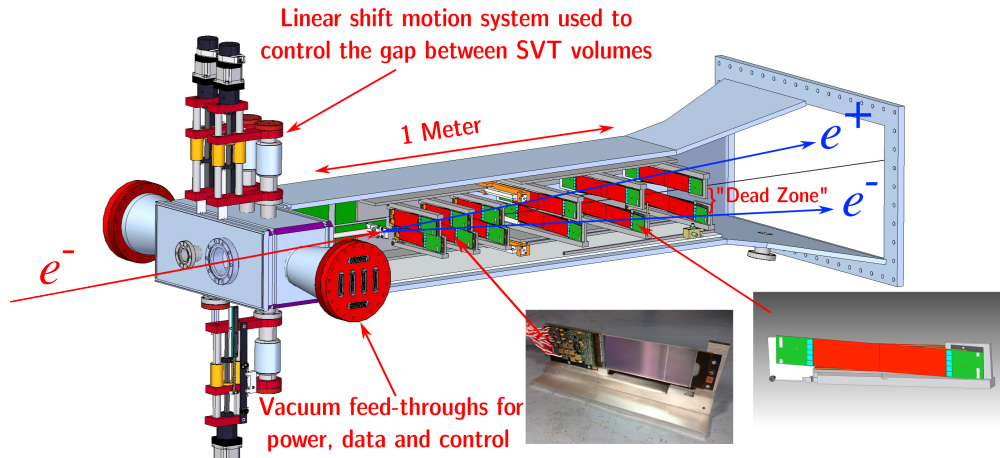 Linear shift motion system used to
control the gap between SVT volumes
1 Meter
e+
"Dead Zone"
e-
e-
Vacuum feed-throughs for
power, data and control